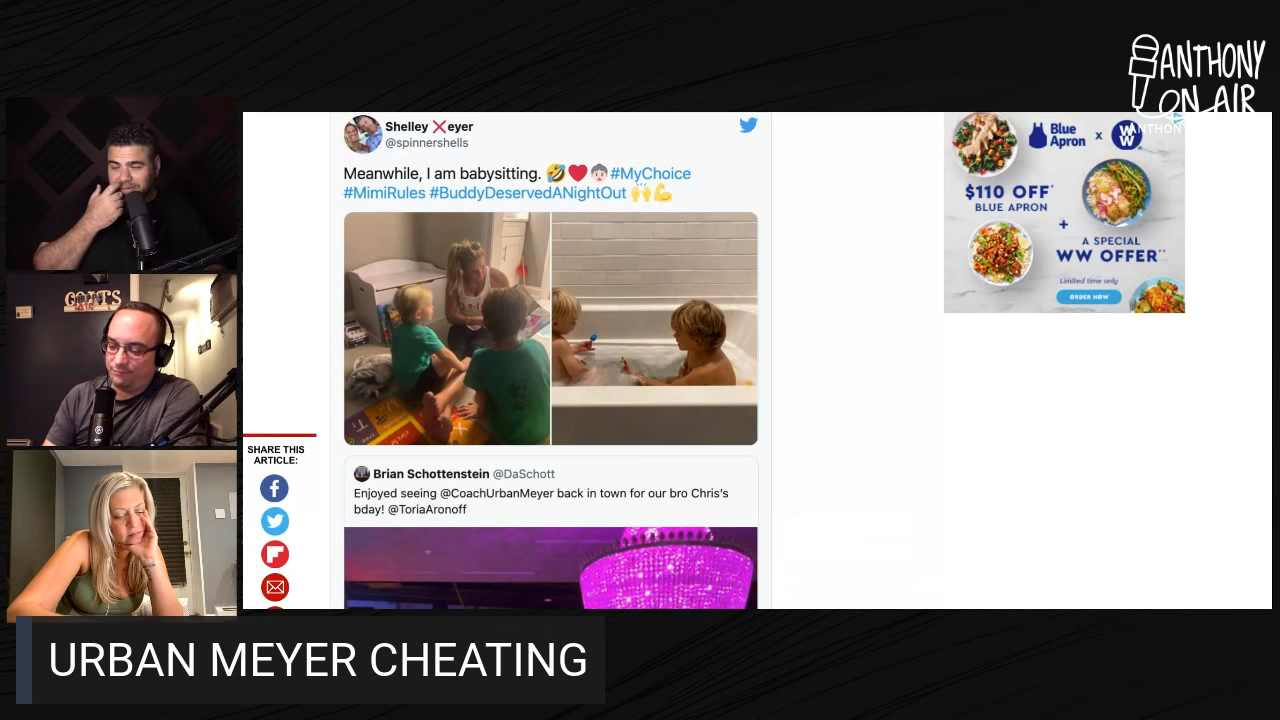 ANTHONY
ON AIR
Shelley ❌eyer
@spinnershells
Meanwhile, I am babysitting. 🤣❤️👵🏻#MyChoice
#MimiRules #BuddyDeservedANightOut 🙌💪
Brian Schottenstein @DaSchott
Enjoyed seeing @CoachUrbanMeyer back in town for our bro Chris's
bday! @ToriaAronoff
SHARE THIS
ARTICLE:
Blue
Apron
x
WW
$110 OFF*
BLUE APRON
+
A SPECIAL
WW OFFER**
Limited time only
ORDER NOW
URBAN MEYER CHEATING